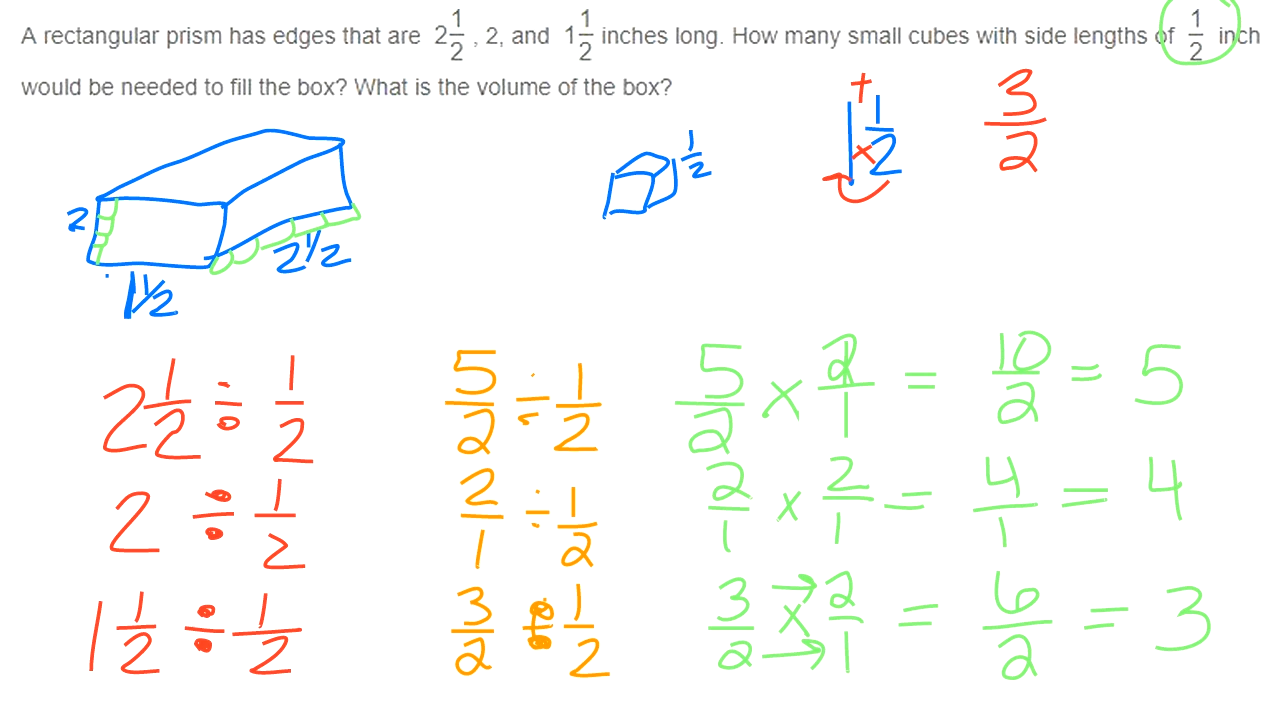 A rectangular prism has edges that are 2 1/2 , 2, and 1 1/2 inches long. How many small cubes with side lengths of 1/2 inch
would be needed to fill the box? What is the volume of the box?
2
1 1/2
2 1/2
1/2
+ 1 1/2 ×
3/2
2 1/2 ÷ 1/2 5/2 ÷ 1/2 5/2 × 2/1 = 10/2 = 5
2 ÷ 1/2 2/1 ÷ 1/2 2/1 × 2/1 = 4/1 = 4
1 1/2 ÷ 1/2 3/2 ÷ 1/2 3/2 × 2/1 = 6/2 = 3